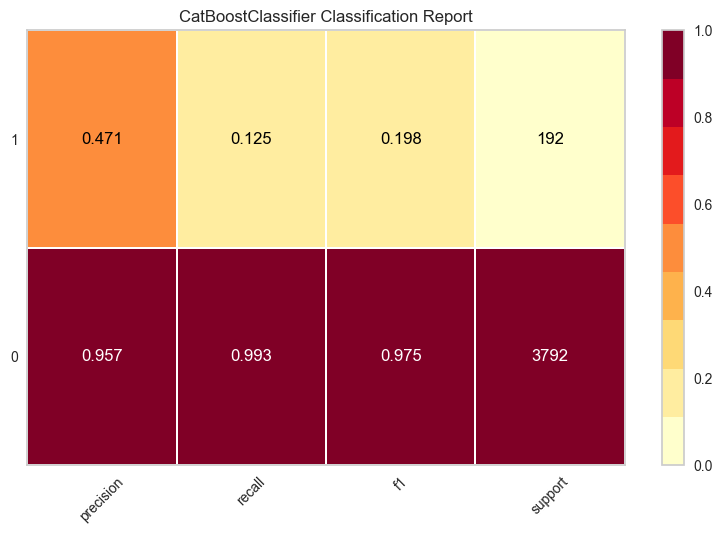 CatBoostClassifier Classification Report
1 0.471 0.125 0.198 192
0 0.957 0.993 0.975 3792
precision recall f1 support
1.0
0.8
0.6
0.4
0.2
0.0